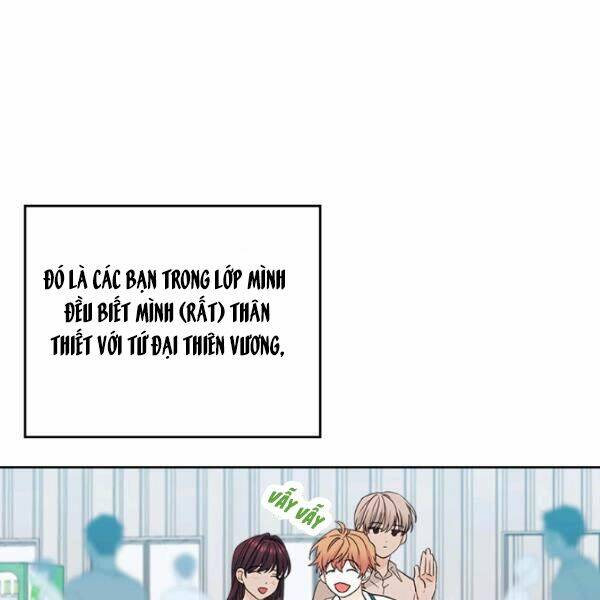 ĐÓ LÀ CÁC BẠN TRONG LỚP MÌNH
ĐỀU BIẾT MÌNH (RẤT) THÂN
THIẾT VỚI TỨ ĐẠI THIÊN VƯƠNG.
VẪY VẪY